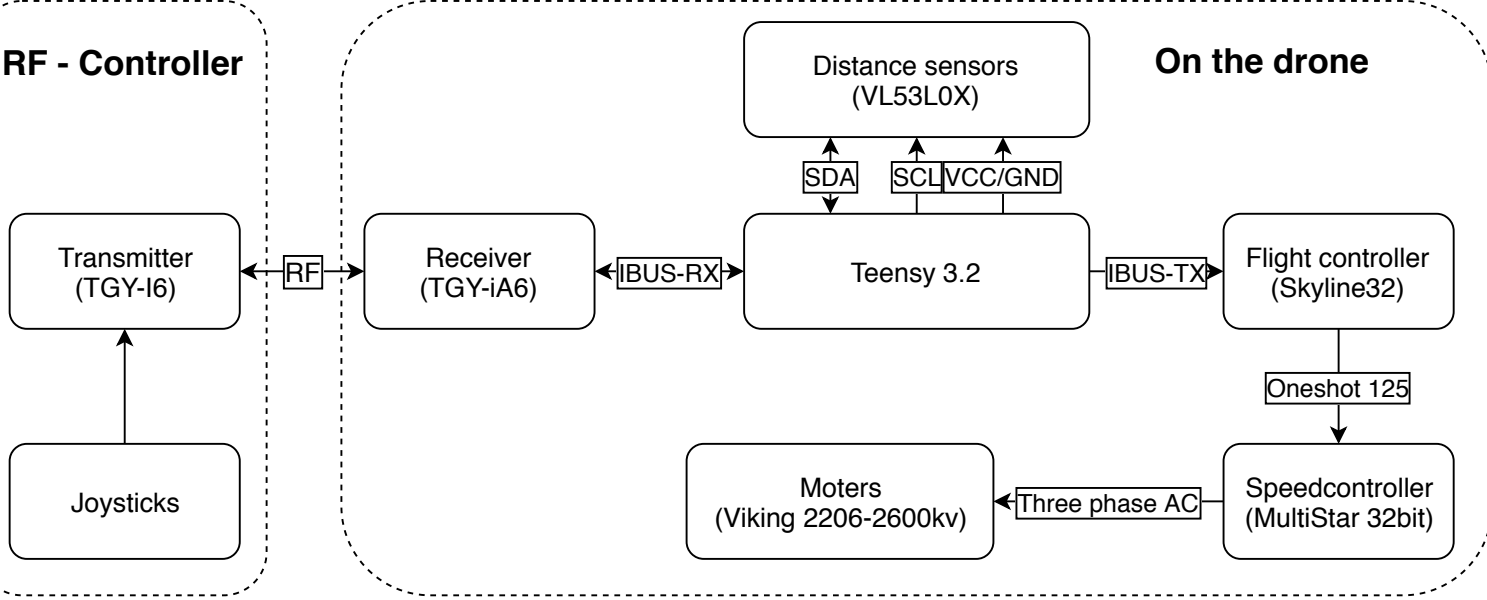 RF - Controller
On the drone
Distance sensors
(VL53L0X)
SDA
SCL
VCC/GND
Transmitter
(TGY-I6)
RF
Receiver
(TGY-iA6)
IBUS-RX
Teensy 3.2
IBUS-TX
Flight controller
(Skyline32)
Oneshot 125
Joysticks
Moters
(Viking 2206-2600kv)
Three phase AC
Speedcontroller
(MultiStar 32bit)